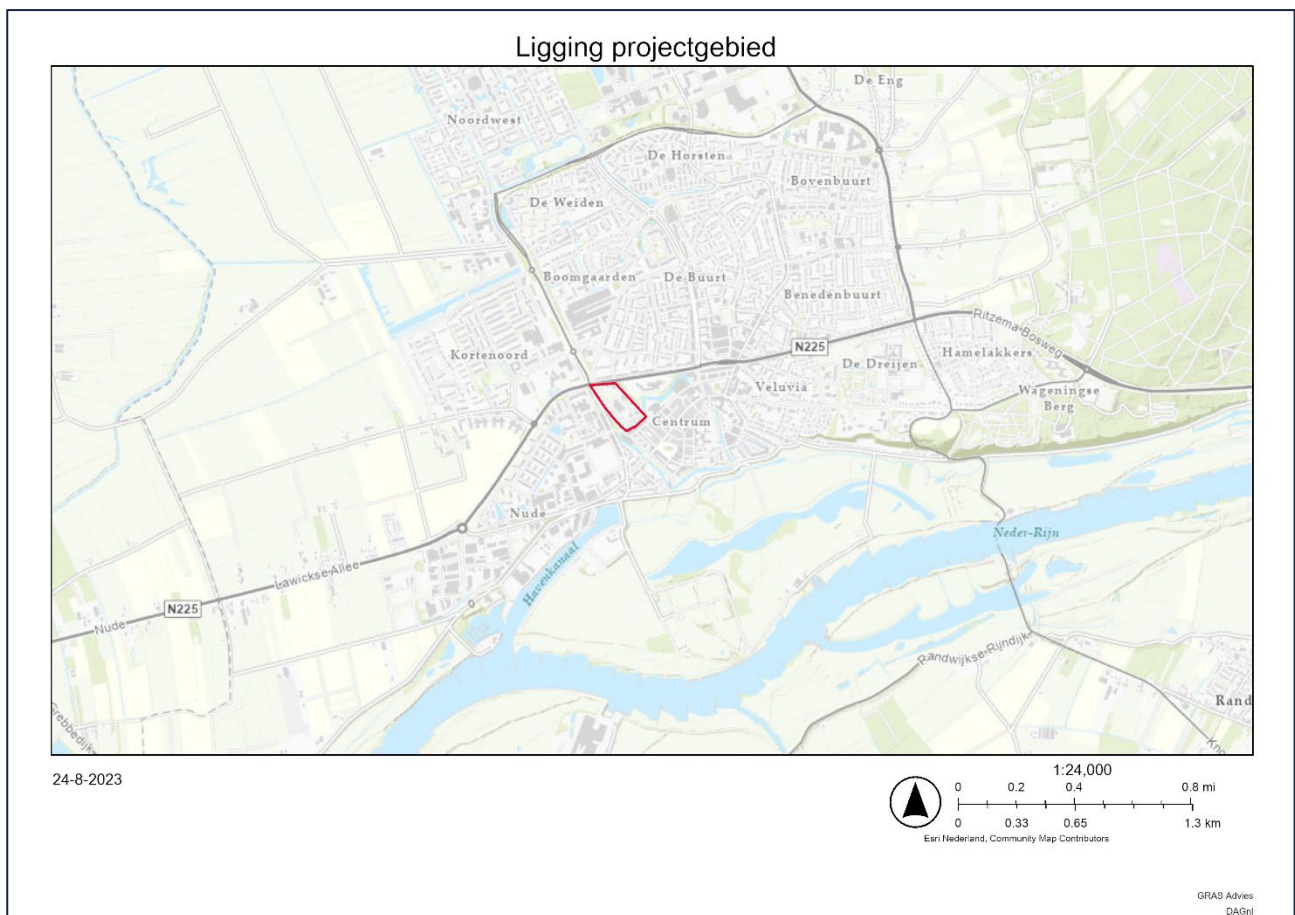 Ligging projectgebied
De Eng
Noordwest
De Horsten
Bovenbuurt
De Weiden
Boomgaarden
De Buurt
Benedenbuurt
Ritzema-Bosweg
N225
Kortenoord
Hamelakkers
De Dreijen
Veluvia
Wageningse
Berg
Centrum
Nude
Neder-Rijn
Havenkanaal
Lawickse-Allee
N225
Nude
Randwijkse-Rijndijk
Rand
Grebbedijk
Kno
24-8-2023
1:24,000
0 0.2 0.4 0.8 mi
0 0.33 0.65 1.3 km
Esri Nederland, Community Map Contributors
GRAS Advies
DAGnl